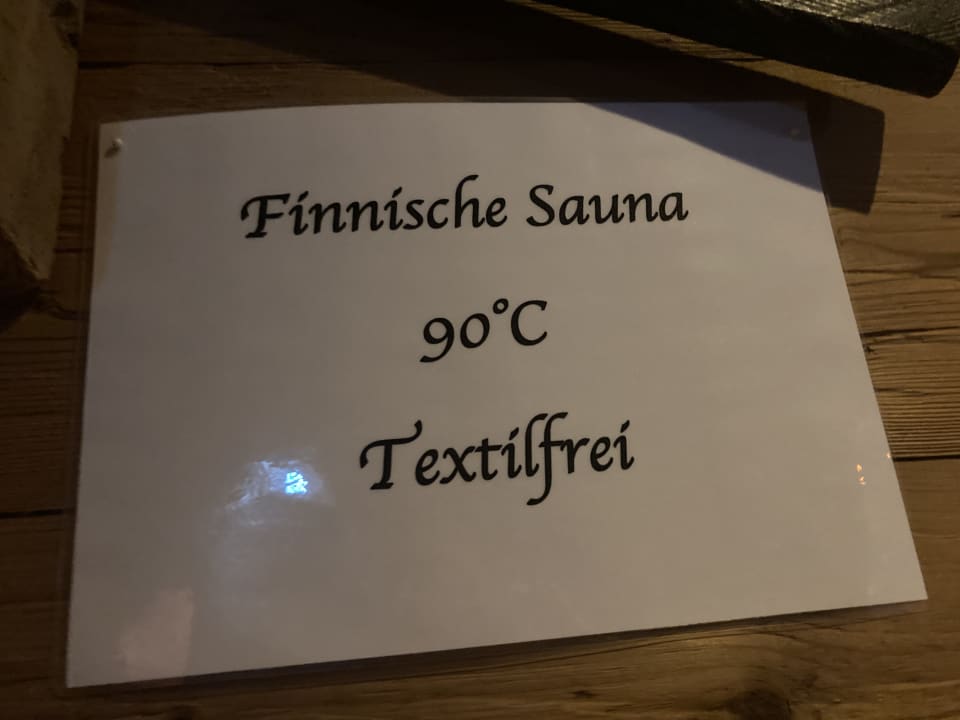 Finnische Sauna
90°C
Textilfrei